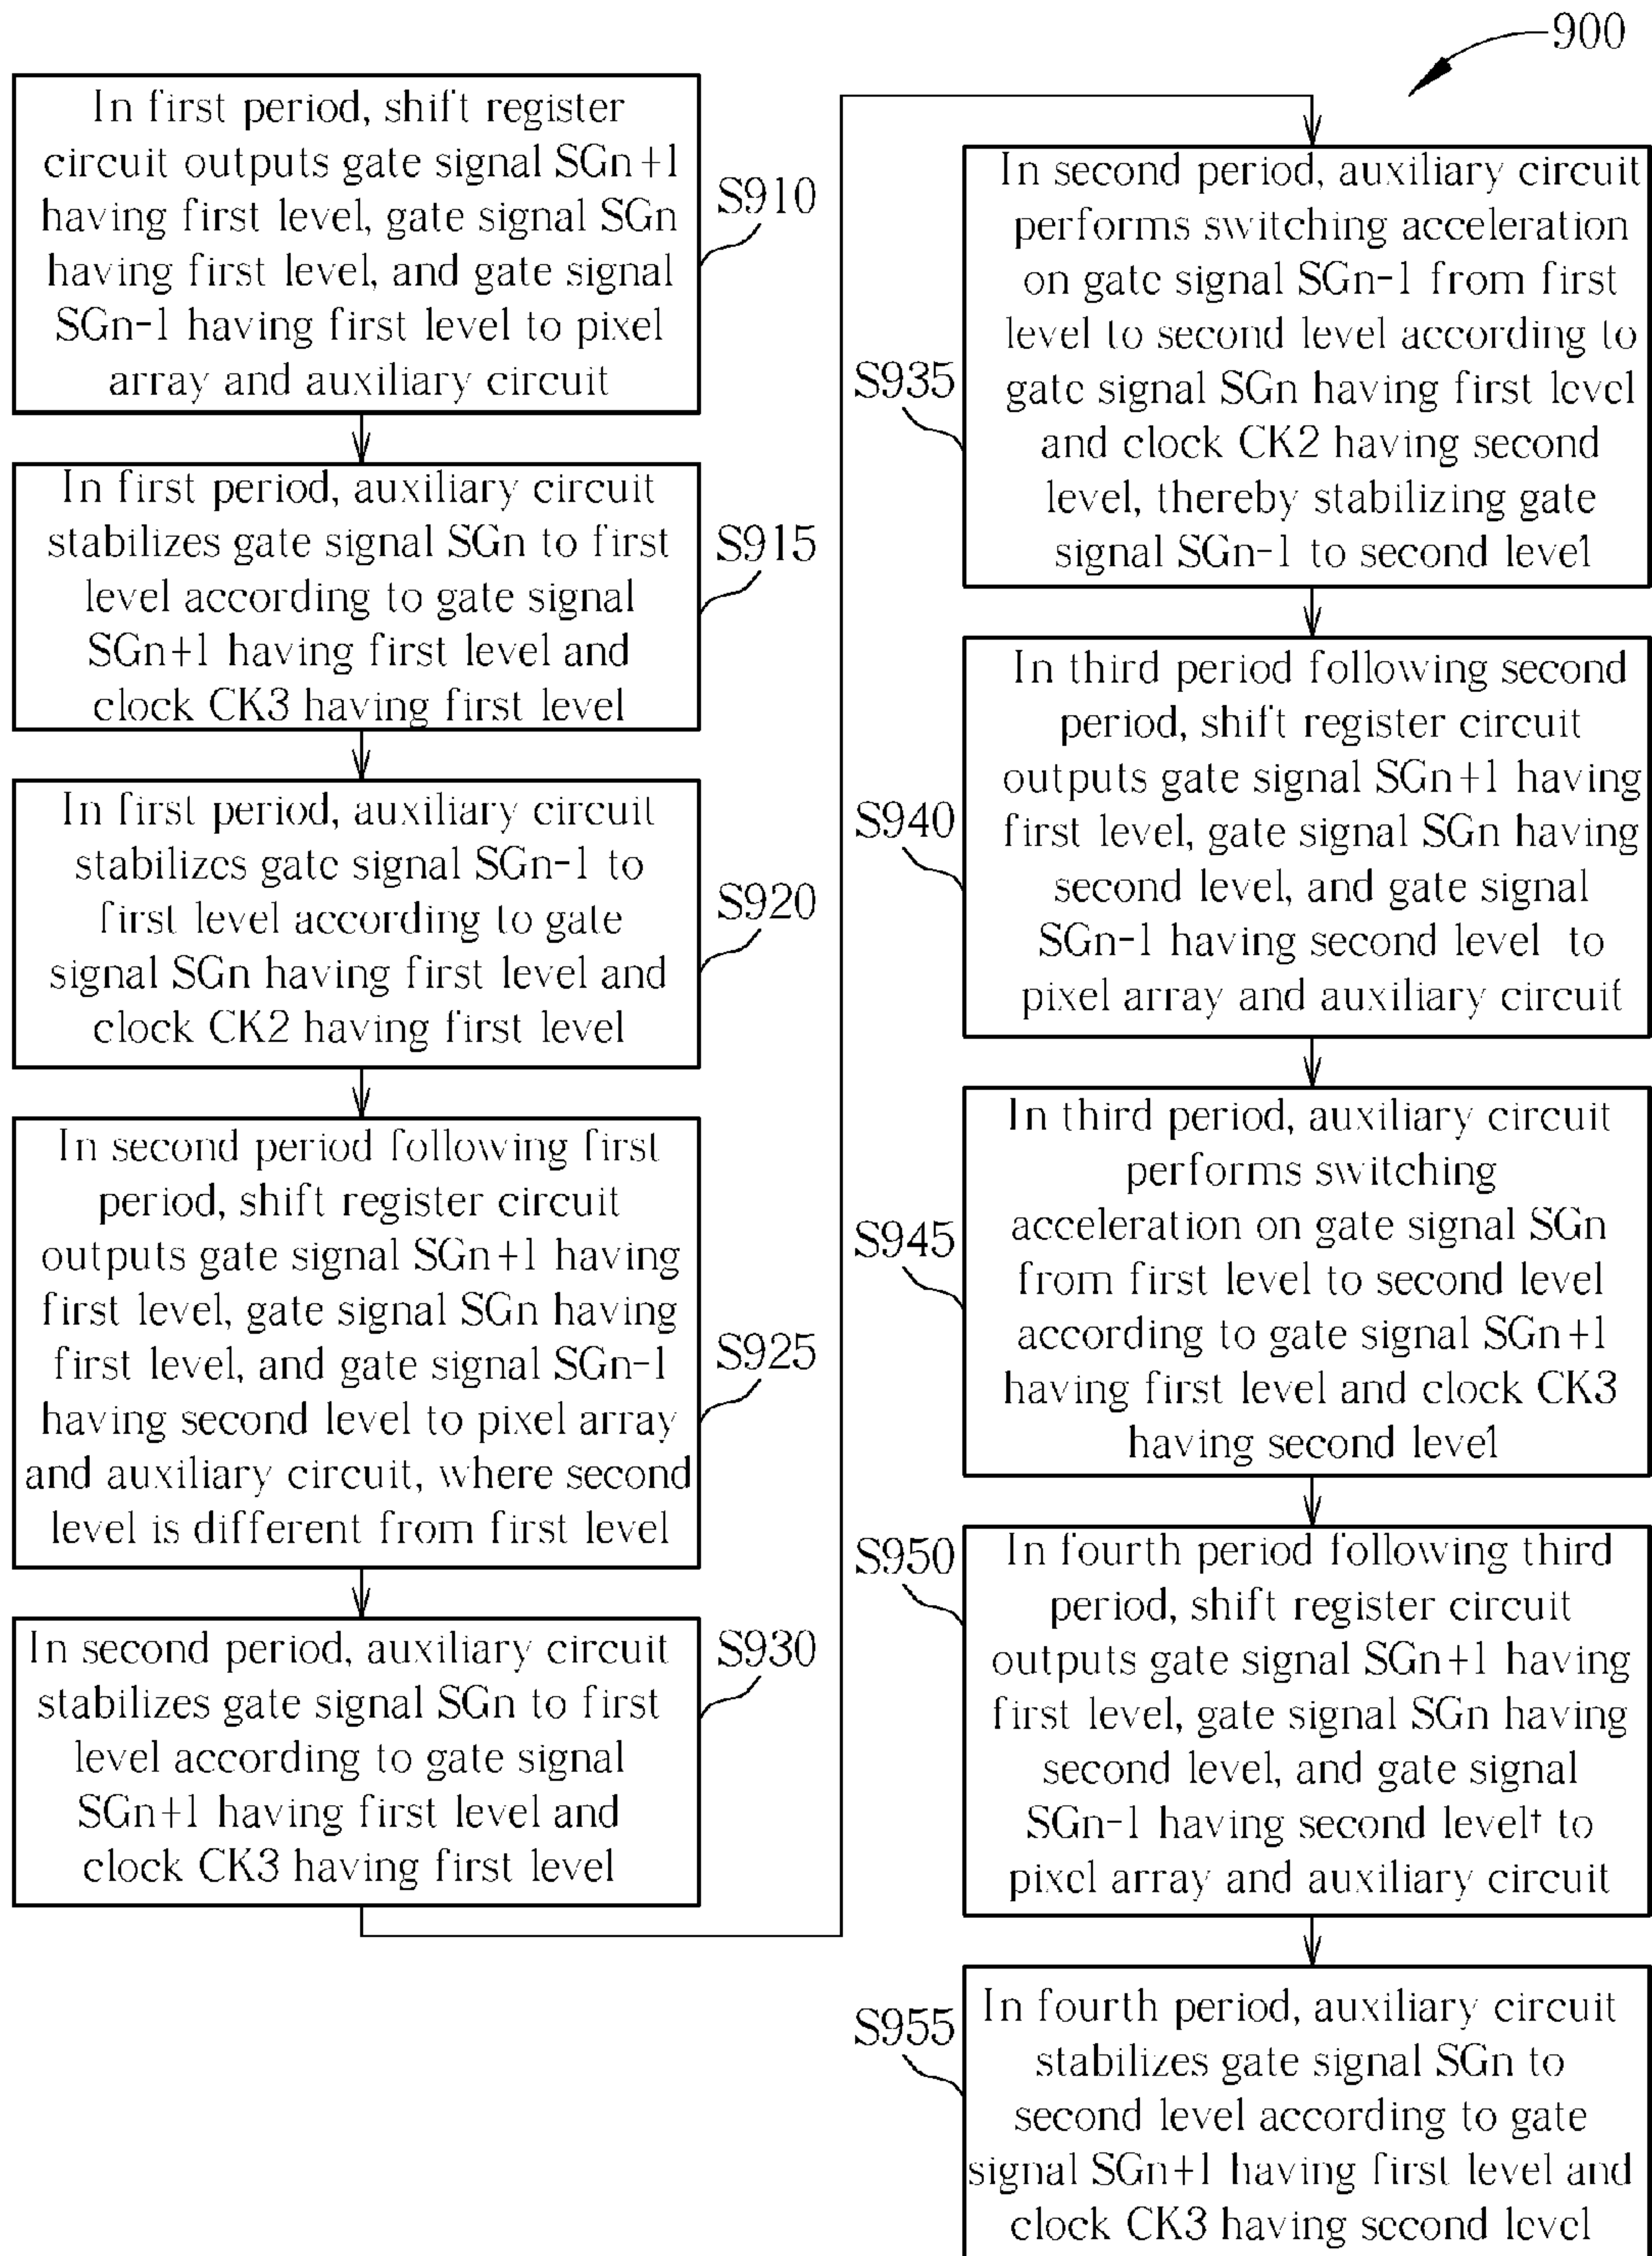 900
In first period, shift register
circuit outputs gate signal SGn+1
having first level, gate signal SGn
having first level, and gate signal
SGn-1 having first level to pixel
array and auxiliary circuit
S910
In first period, auxiliary circuit
stabilizes gate signal SGn to first
level according to gate signal
SGn+1 having first level and
clock CK3 having first level
S915
In first period, auxiliary circuit
stabilizes gate signal SGn-1 to
first level according to gate
signal SGn having first level and
clock CK2 having first level
S920
In second period following first
period, shift register circuit
outputs gate signal SGn+1 having
first level, gate signal SGn having
first level, and gate signal SGn-1
having second level to pixel array
and auxiliary circuit, where second
level is different from first level
S925
In second period, auxiliary circuit
stabilizes gate signal SGn to first
level according to gate signal
SGn+1 having first level and
clock CK3 having first level
S930
In second period, auxiliary circuit
performs switching acceleration
on gate signal SGn-1 from first
level to second level according to
gate signal SGn having first level
and clock CK2 having second
level, thereby stabilizing gate
signal SGn-1 to second level
S935
In third period following second
period, shift register circuit
outputs gate signal SGn+1 having
first level, gate signal SGn having
second level, and gate signal
SGn-1 having second level to
pixel array and auxiliary circuit
S940
In third period, auxiliary circuit
performs switching
acceleration on gate signal SGn
from first level to second level
according to gate signal SGn+1
having first level and clock CK3
having second level
S945
In fourth period following third
period, shift register circuit
outputs gate signal SGn+1 having
first level, gate signal SGn having
second level, and gate signal
SGn-1 having second level† to
pixel array and auxiliary circuit
S950
In fourth period, auxiliary circuit
stabilizes gate signal SGn to
second level according to gate
signal SGn+1 having first level and
clock CK3 having second level
S955